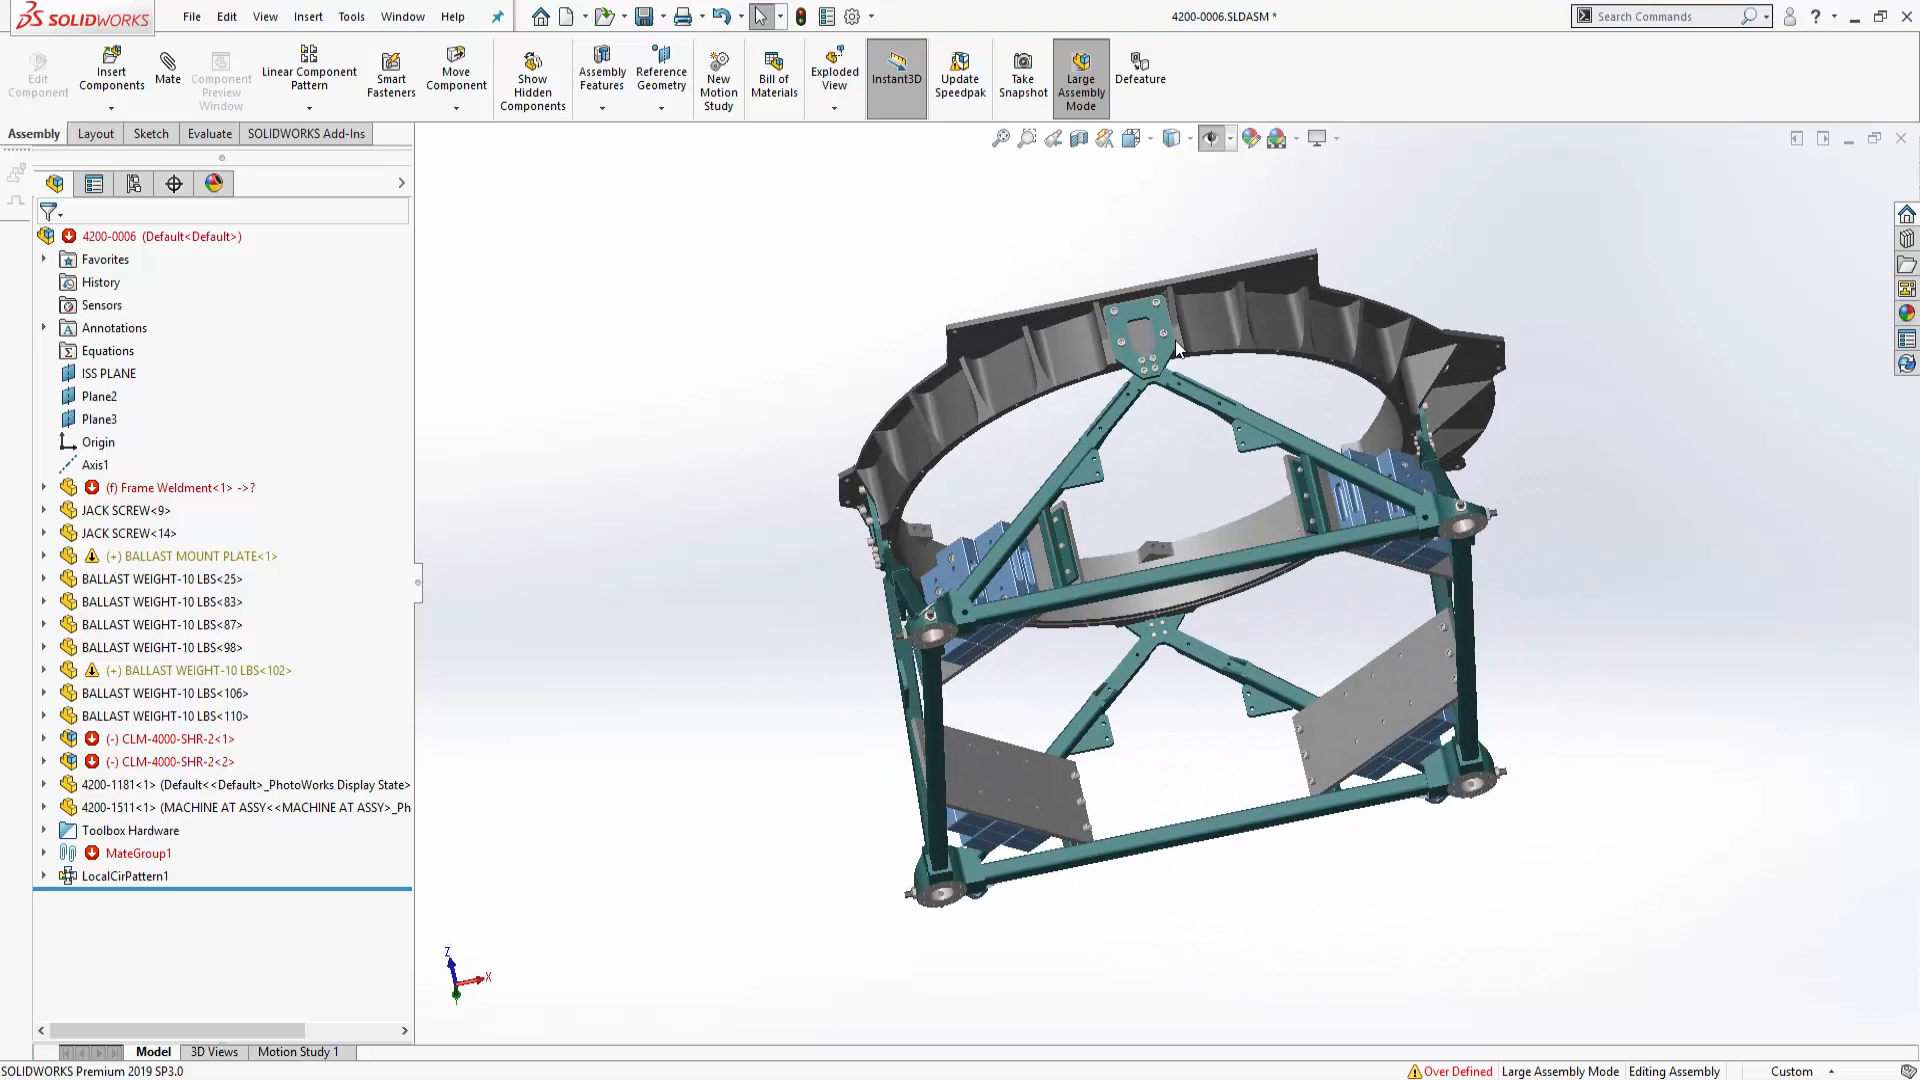 SOLIDWORKS File Edit View Insert Tools Window Help 4200-0006.SLDASM * Search Commands ?
Edit Component
Insert Components
Mate
Component Preview Window
Linear Component Pattern
Smart Fasteners
Move Component
Show Hidden Components
Assembly Features
Reference Geometry
New Motion Study
Bill of Materials
Exploded View
Instant3D
Update Speedpak
Take Snapshot
Large Assembly Mode
Defeature
Assembly Layout Sketch Evaluate SOLIDWORKS Add-Ins
4200-0006 (Default<Default>)
Favorites
History
Sensors
Annotations
Equations
ISS PLANE
Plane2
Plane3
Origin
Axis1
(f) Frame Weldment<1> ->?
JACK SCREW<9>
JACK SCREW<14>
(+) BALLAST MOUNT PLATE<1>
BALLAST WEIGHT-10 LBS<25>
BALLAST WEIGHT-10 LBS<83>
BALLAST WEIGHT-10 LBS<87>
BALLAST WEIGHT-10 LBS<98>
(+) BALLAST WEIGHT-10 LBS<102>
BALLAST WEIGHT-10 LBS<106>
BALLAST WEIGHT-10 LBS<110>
(-) CLM-4000-SHR-2<1>
(-) CLM-4000-SHR-2<2>
4200-1181<1> (Default<<Default>_PhotoWorks Display State>
4200-1511<1> (MACHINE AT ASSY<<MACHINE AT ASSY>_Ph
Toolbox Hardware
MateGroup1
LocalCirPattern1
Z
X
Model 3D Views Motion Study 1
SOLIDWORKS Premium 2019 SP3.0 Over Defined Large Assembly Mode Editing Assembly Custom